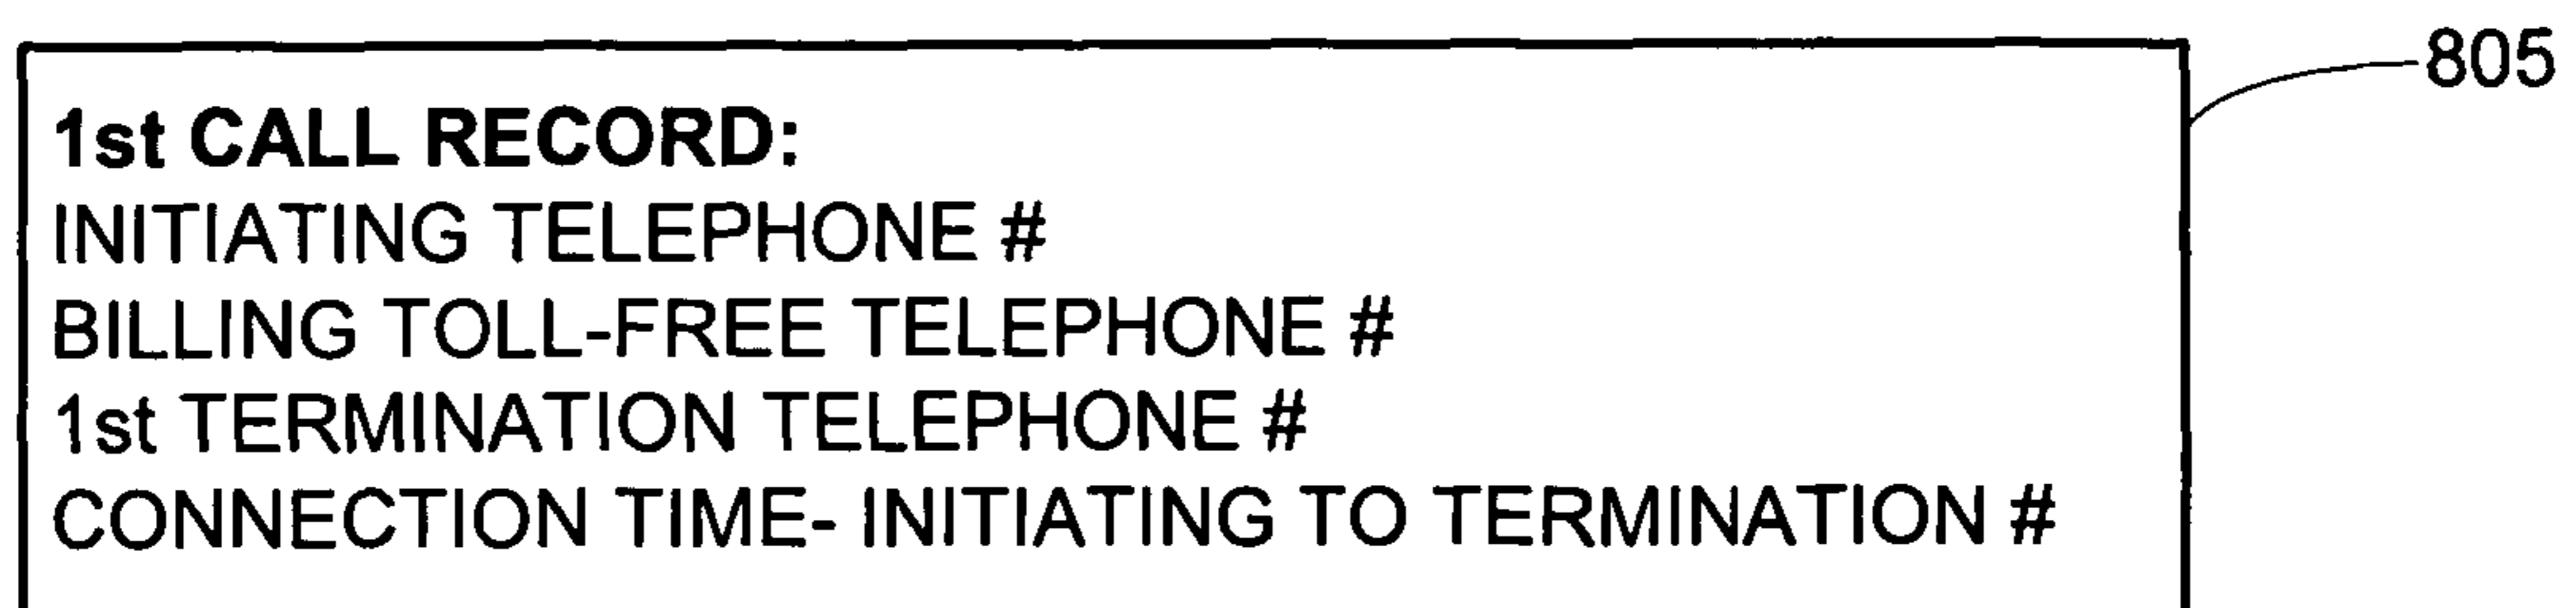 805
1st CALL RECORD:
INITIATING TELEPHONE #
BILLING TOLL-FREE TELEPHONE #
1st TERMINATION TELEPHONE #
CONNECTION TIME- INITIATING TO TERMINATION #